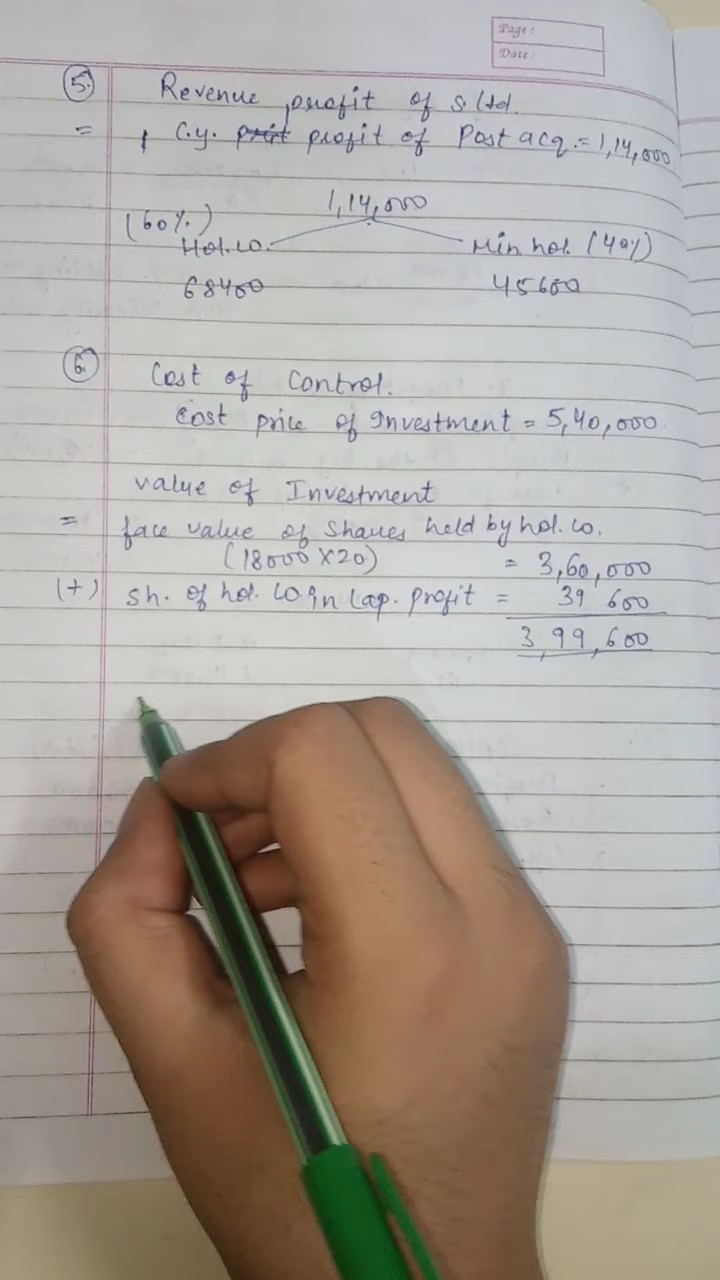 Page:
Date:
5. Revenue profit of S. Ltd.
= C.y. profit of Post acq. = 1,14,000
1,14,000
(60%)
Hol. co. Min hol. (40%)
68400 45600
6. Cost of Control.
Cost price of Investment = 5,40,000.
value of Investment
= face value of Shares held by hol. co.
(18000 X 20) = 3,60,000
(+) Sh. of hol. co in Cap. profit = 39 600
3,99,600